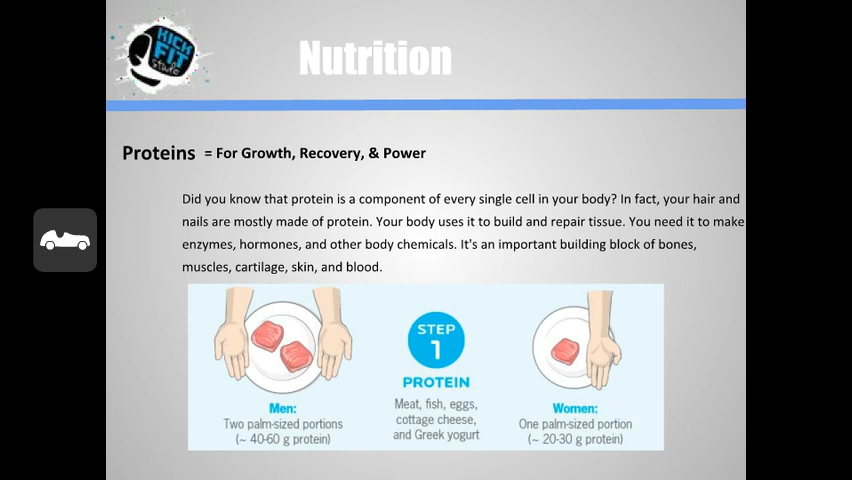 KICK
FIT
Studio
Nutrition
Proteins = For Growth, Recovery, & Power
Did you know that protein is a component of every single cell in your body? In fact, your hair and
nails are mostly made of protein. Your body uses it to build and repair tissue. You need it to make
enzymes, hormones, and other body chemicals. It's an important building block of bones,
muscles, cartilage, skin, and blood.
STEP
1
PROTEIN
Meat, fish, eggs,
cottage cheese,
and Greek yogurt
Men:
Two palm-sized portions
(~ 40-60 g protein)
Women:
One palm-sized portion
(~ 20-30 g protein)